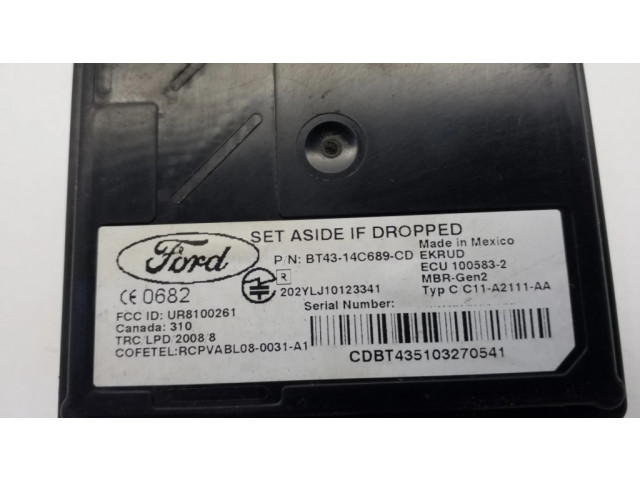 SET ASIDE IF DROPPED
Ford
P/N: BT43-14C689-CD
Made in Mexico
EKRUD
ECU 100583-2
MBR-Gen2
Typ C C11-A2111-AA
CE 0682
R
202YLJ10123341
Serial Number:
FCC ID: UR8100261
Canada: 310
TRC LPD 2008/8
COFETEL:RCPVABL08-0031-A1
CDBT435103270541